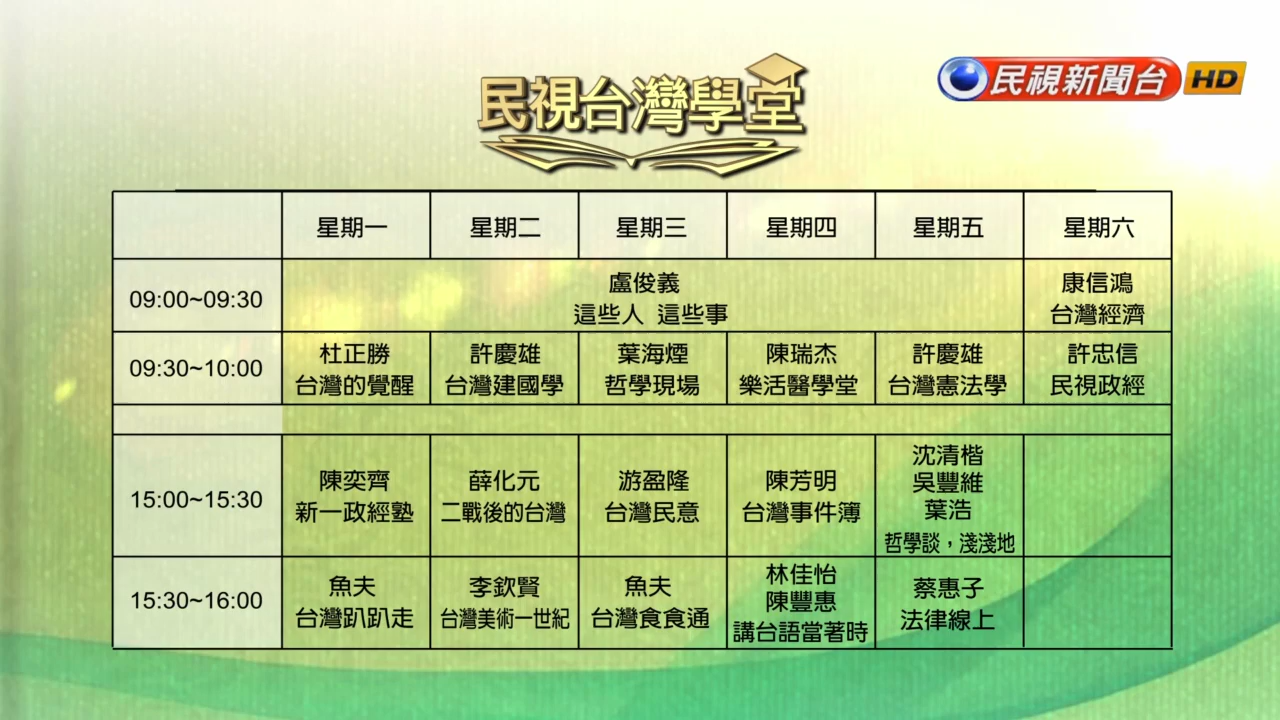 民視台灣學堂
民視新聞台 HD
星期一 星期二 星期三 星期四 星期五 星期六
09:00~09:30
盧俊義
這些人 這些事
康信鴻
台灣經濟
09:30~10:00
杜正勝
台灣的覺醒
許慶雄
台灣建國學
葉海煙
哲學現場
陳瑞杰
樂活醫學堂
許慶雄
台灣憲法學
許忠信
民視政經
15:00~15:30
陳奕齊
新一政經塾
薛化元
二戰後的台灣
游盈隆
台灣民意
陳芳明
台灣事件簿
沈清楷
吳豐維
葉浩
哲學談，淺淺地
15:30~16:00
魚夫
台灣趴趴走
李欽賢
台灣美術一世紀
魚夫
台灣食食通
林佳怡
陳豐惠
講台語當著時
蔡惠子
法律線上